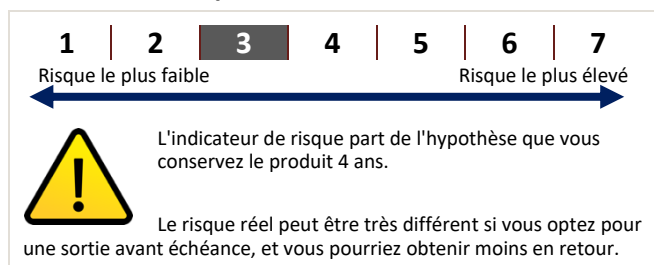 1 2 3 4 5 6 7
Risque le plus faible Risque le plus élevé
L'indicateur de risque part de l'hypothèse que vous
conservez le produit 4 ans.
Le risque réel peut être très différent si vous optez pour
une sortie avant échéance, et vous pourriez obtenir moins en retour.